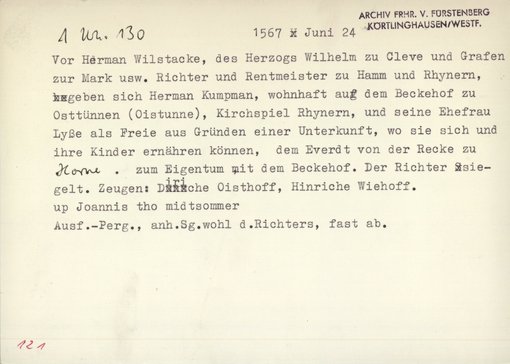 ARCHIV FRHR. V. FÜRSTENBERG
KÖRTLINGHAUSEN/WESTF.
1 Ur. 130
1567 Juni 24
Vor Herman Wilstacke, des Herzogs Wilhelm zu Cleve und Grafen
zur Mark usw. Richter und Rentmeister zu Hamm und Rhynern,
geben sich Herman Kumpman, wohnhaft auf dem Beckehof zu
Osttünnen (Oistunne), Kirchspiel Rhynern, und seine Ehefrau
Lyße als Freie aus Gründen einer Unterkunft, wo sie sich und
ihre Kinder ernähren können, dem Everdt von der Recke zu
Horne . zum Eigentum mit dem Beckehof. Der Richter sie-
gelt. Zeugen: Diriche Oisthoff, Hinriche Wiehoff.
up Joannis tho midtsommer
Ausf.-Perg., anh.Sg.wohl d.Richters, fast ab.
121